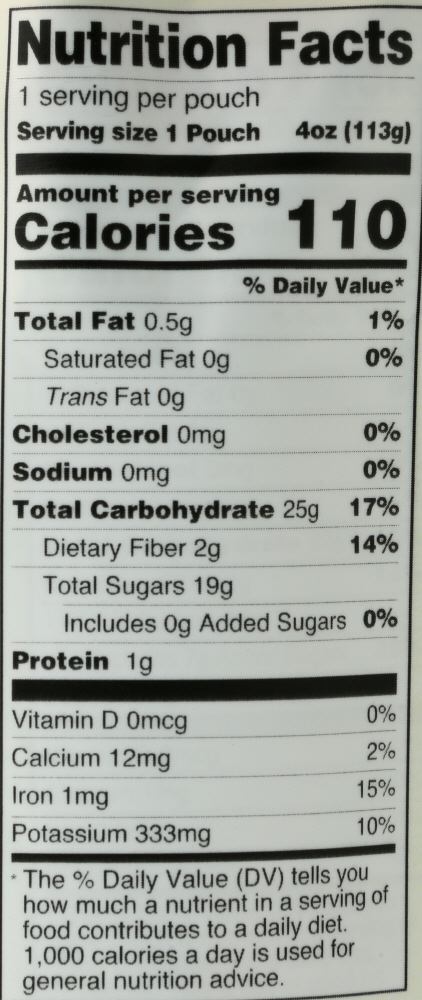 Nutrition Facts
1 serving per pouch
Serving size 1 Pouch 4oz (113g)
Amount per serving
Calories 110
% Daily Value*
Total Fat 0.5g 1%
Saturated Fat 0g 0%
Trans Fat 0g
Cholesterol 0mg 0%
Sodium 0mg 0%
Total Carbohydrate 25g 17%
Dietary Fiber 2g 14%
Total Sugars 19g
Includes 0g Added Sugars 0%
Protein 1g
Vitamin D 0mcg 0%
Calcium 12mg 2%
Iron 1mg 15%
Potassium 333mg 10%
* The % Daily Value (DV) tells you
how much a nutrient in a serving of
food contributes to a daily diet.
1,000 calories a day is used for
general nutrition advice.